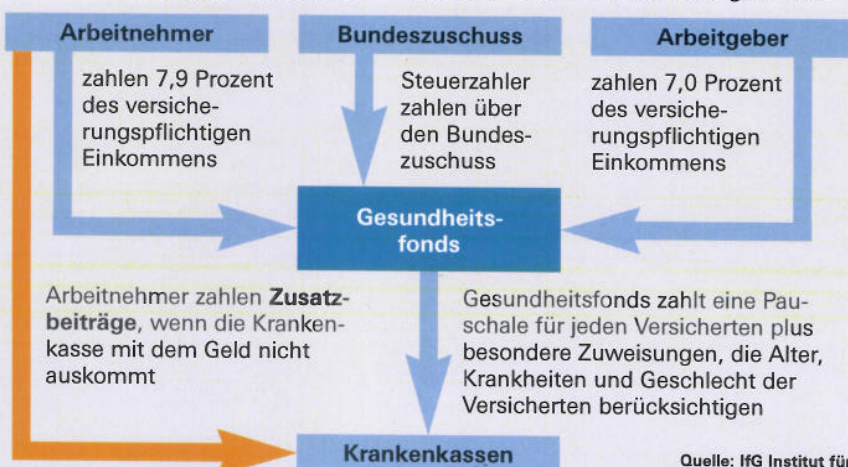 Arbeitnehmer
zahlen 7,9 Prozent
des versiche-
rungspflichtigen
Einkommens
Bundeszuschuss
Steuerzahler
zahlen über
den Bundes-
zuschuss
Arbeitgeber
zahlen 7,0 Prozent
des versiche-
rungspflichtigen
Einkommens
Gesundheits-
fonds
Arbeitnehmer zahlen Zusatz-
beiträge, wenn die Kranken-
kasse mit dem Geld nicht
auskommt
Gesundheitsfonds zahlt eine Pau-
schale für jeden Versicherten plus
besondere Zuweisungen, die Alter,
Krankheiten und Geschlecht der
Versicherten berücksichtigen
Krankenkassen
Quelle: IfG Institut für